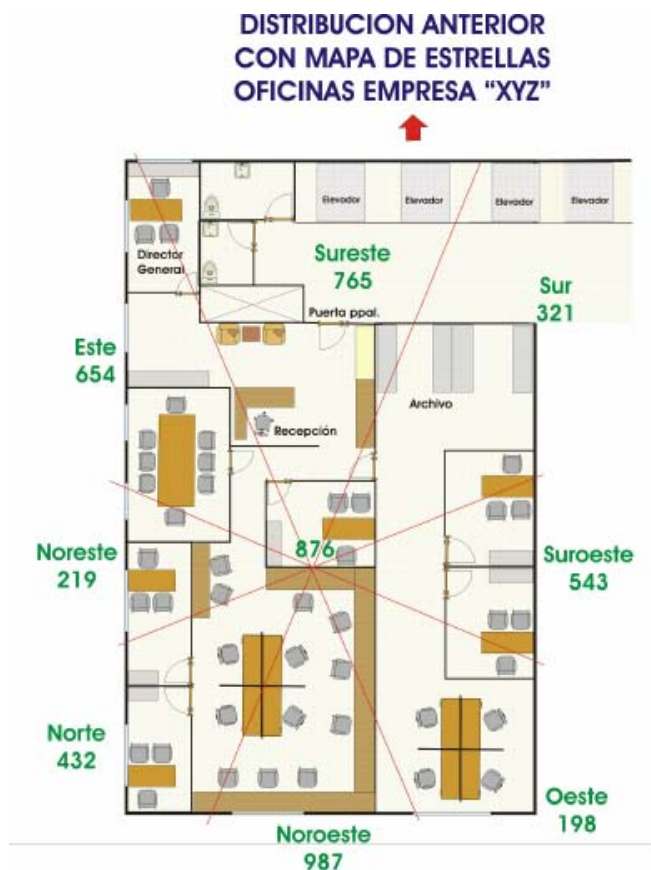 DISTRIBUCION ANTERIOR
CON MAPA DE ESTRELLAS
OFICINAS EMPRESA “XYZ”
Elevador
Elevador
Elevador
Elevador
Director
General
Sureste
765
Sur
321
Puerta ppal.
Este
654
Archivo
Recepción
876
Noreste
219
Suroeste
543
Norte
432
Oeste
198
Noroeste
987